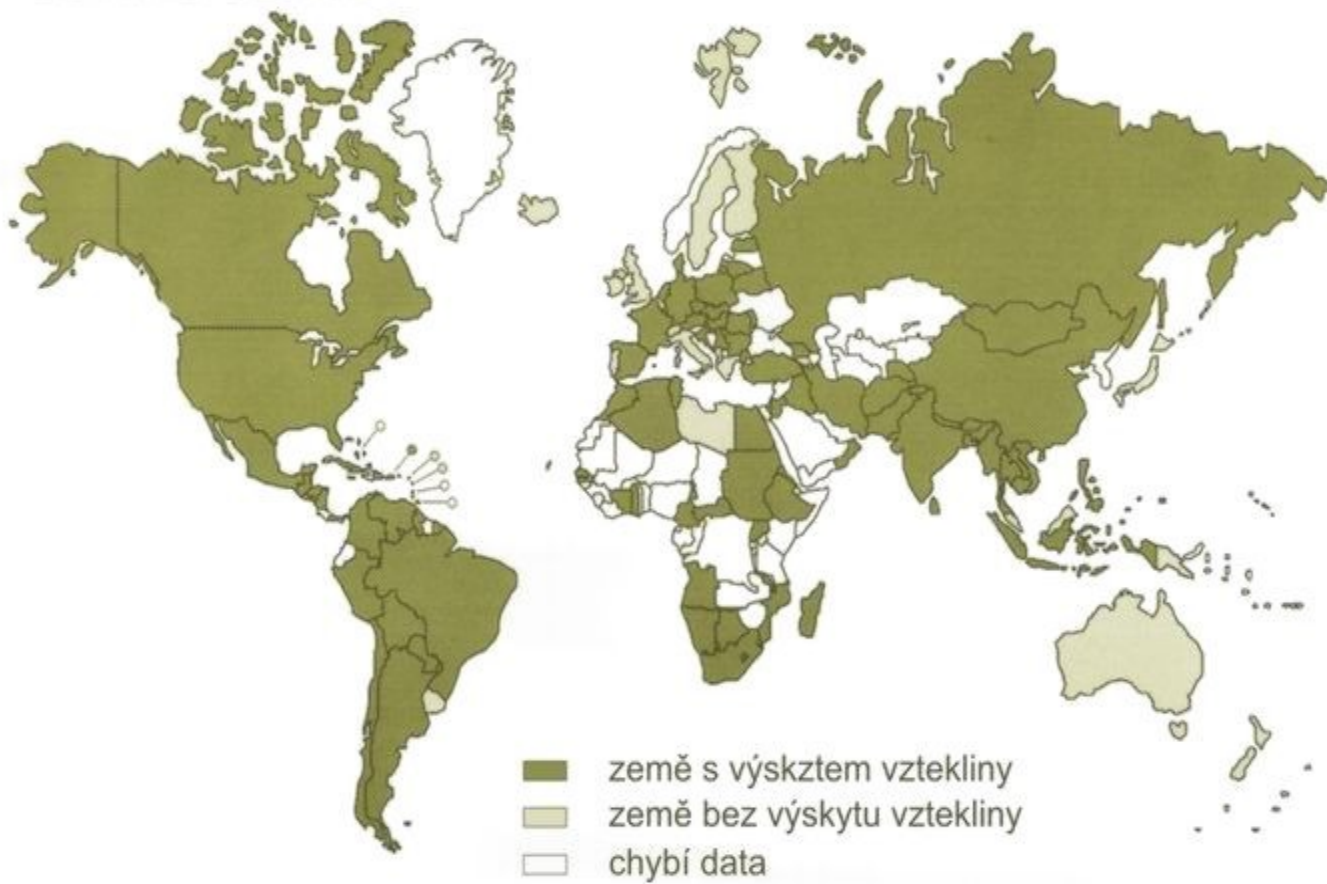 země s výskztem vztekliny
země bez výskytu vztekliny
chybí data